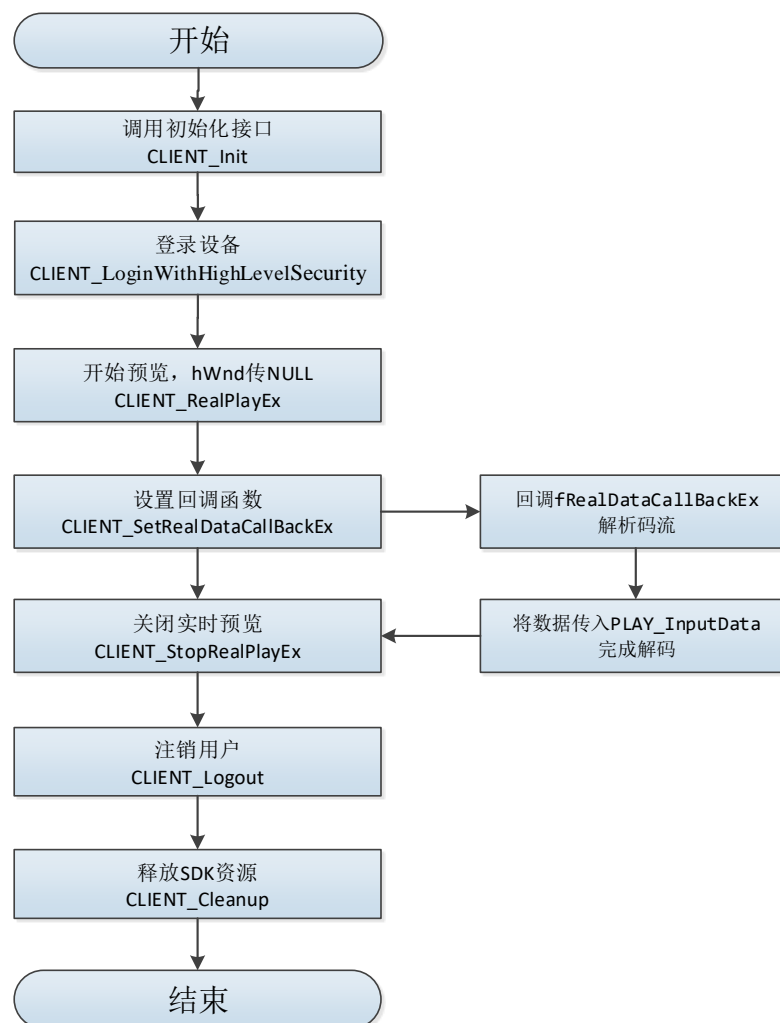 开始
调用初始化接口
CLIENT_Init
登录设备
CLIENT_LoginWithHighLevelSecurity
开始预览，hWnd传NULL
CLIENT_RealPlayEx
设置回调函数
CLIENT_SetRealDataCallBackEx
回调fRealDataCallBackEx
解析码流
将数据传入PLAY_InputData
完成解码
关闭实时预览
CLIENT_StopRealPlayEx
注销用户
CLIENT_Logout
释放SDK资源
CLIENT_Cleanup
结束